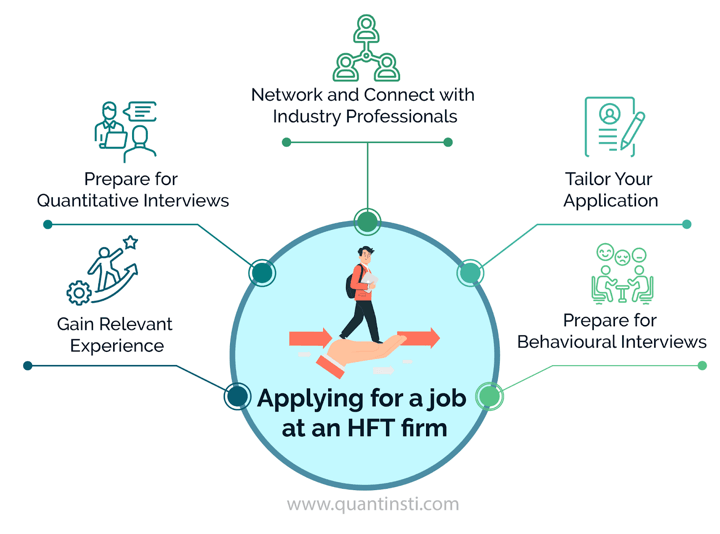 Network and Connect with
Industry Professionals
Prepare for
Quantitative Interviews
Tailor Your
Application
Gain Relevant
Experience
Prepare for
Behavioural Interviews
Applying for a job
at an HFT firm
www.quantinsti.com